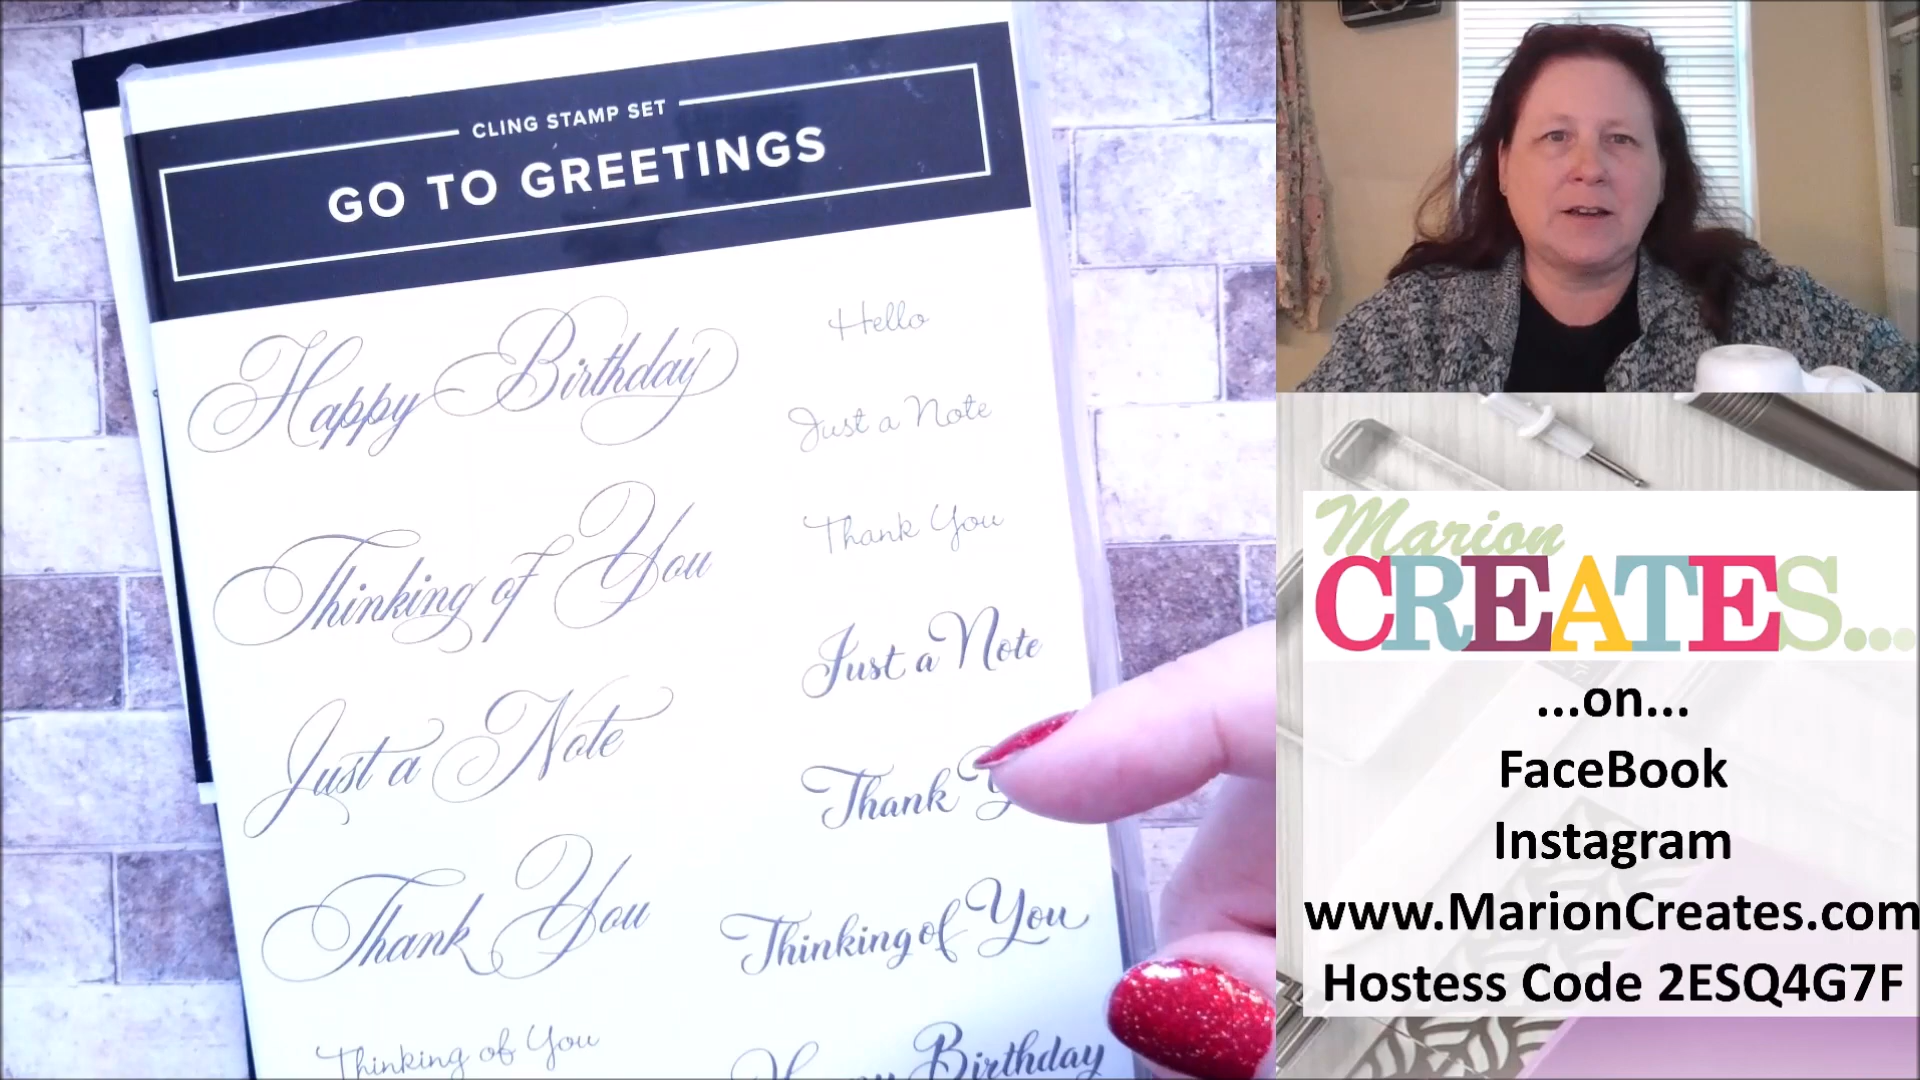 CLING STAMP SET
GO TO GREETINGS
Happy Birthday
Thinking of You
Just a Note
Thank You
Thinking of You
Hello
Just a Note
Thank You
Just a Note
Thank
Thinking of You
Birthday
Marion
CREATES...
...on...
FaceBook
Instagram
www.MarionCreates.com
Hostess Code 2ESQ4G7F